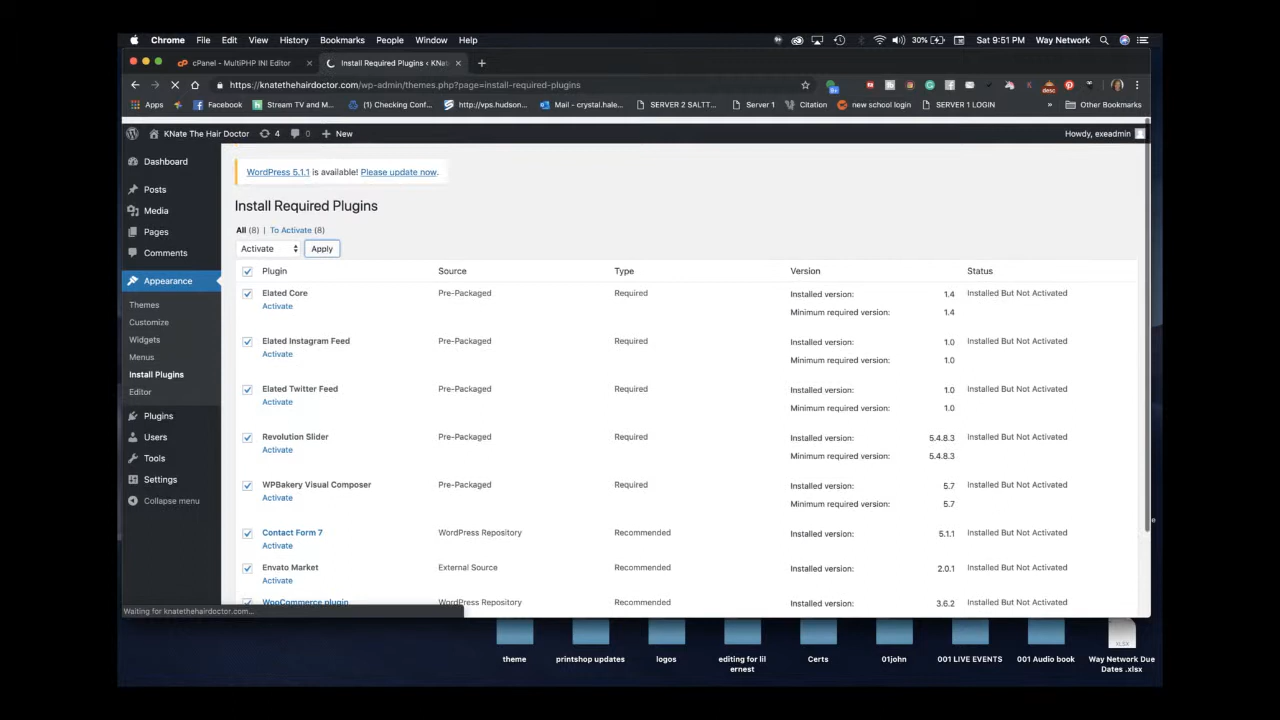 Chrome File Edit View History Bookmarks People Window Help 30% Sat 9:51 PM Way Network
cPanel - MultiPHP INI Editor Install Required Plugins ‹ KNat
https://knatethehairdoctor.com/wp-admin/themes.php?page=install-required-plugins
Apps Facebook Stream TV and M... (1) Checking Conf... http://vps.hudson... Mail - crystal.hale... SERVER 2 SALTT... Server 1 Citation new school login SERVER 1 LOGIN » Other Bookmarks
KNate The Hair Doctor 4 0 New Howdy, exeadmin
Dashboard
Posts
Media
Pages
Comments
Appearance
Themes
Customize
Widgets
Menus
Install Plugins
Editor
Plugins
Users
Tools
Settings
Collapse menu
WordPress 5.1.1 is available! Please update now.
Install Required Plugins
All (8) | To Activate (8)
Activate Apply
Plugin Source Type Version Status
Elated Core Pre-Packaged Required Installed version: 1.4 Installed But Not Activated
Activate Minimum required version: 1.4
Elated Instagram Feed Pre-Packaged Required Installed version: 1.0 Installed But Not Activated
Activate Minimum required version: 1.0
Elated Twitter Feed Pre-Packaged Required Installed version: 1.0 Installed But Not Activated
Activate Minimum required version: 1.0
Revolution Slider Pre-Packaged Required Installed version: 5.4.8.3 Installed But Not Activated
Activate Minimum required version: 5.4.8.3
WPBakery Visual Composer Pre-Packaged Required Installed version: 5.7 Installed But Not Activated
Activate Minimum required version: 5.7
Contact Form 7 WordPress Repository Recommended Installed version: 5.1.1 Installed But Not Activated
Activate
Envato Market External Source Recommended Installed version: 2.0.1 Installed But Not Activated
Activate
WooCommerce plugin WordPress Repository Recommended Installed version: 3.6.2 Installed But Not Activated
Waiting for knatethehairdoctor.com...
XLSX
theme printshop updates logos editing for lil Certs 01john 001 LIVE EVENTS 001 Audio book Way Network Due
ernest Dates .xlsx